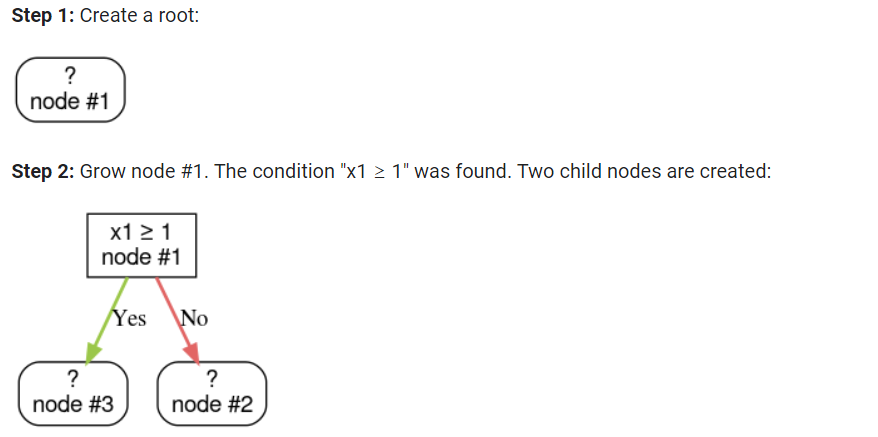 Step 1: Create a root:
?
node #1
Step 2: Grow node #1. The condition "x1 ≥ 1" was found. Two child nodes are created:
x1 ≥ 1
node #1
Yes No
? ?
node #3 node #2